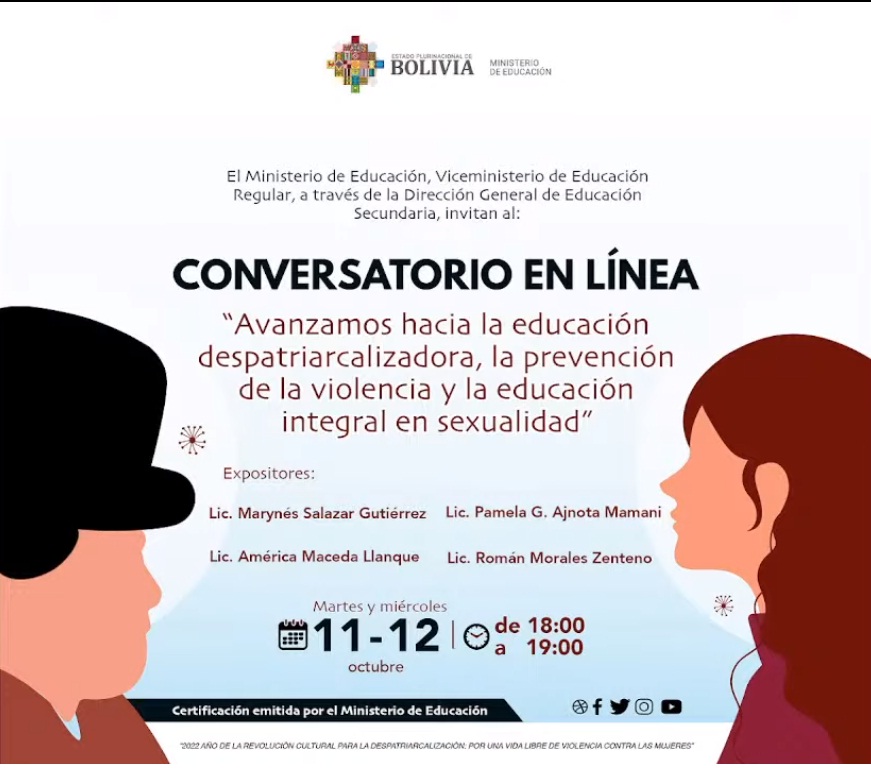 ESTADO PLURINACIONAL DE
BOLIVIA
MINISTERIO
DE EDUCACIÓN
El Ministerio de Educación, Viceministerio de Educación
Regular, a través de la Dirección General de Educación
Secundaria, invitan al:
CONVERSATORIO EN LÍNEA
“Avanzamos hacia la educación
despatriarcalizadora, la prevención
de la violencia y la educación
integral en sexualidad”
Expositores:
Lic. Marynés Salazar Gutiérrez
Lic. Pamela G. Ajnota Mamani
Lic. América Maceda Llanque
Lic. Román Morales Zenteno
Martes y miércoles
11-12
octubre
de 18:00
a 19:00
Certificación emitida por el Ministerio de Educación
"2022 AÑO DE LA REVOLUCIÓN CULTURAL PARA LA DESPATRIARCALIZACIÓN: POR UNA VIDA LIBRE DE VIOLENCIA CONTRA LAS MUJERES"